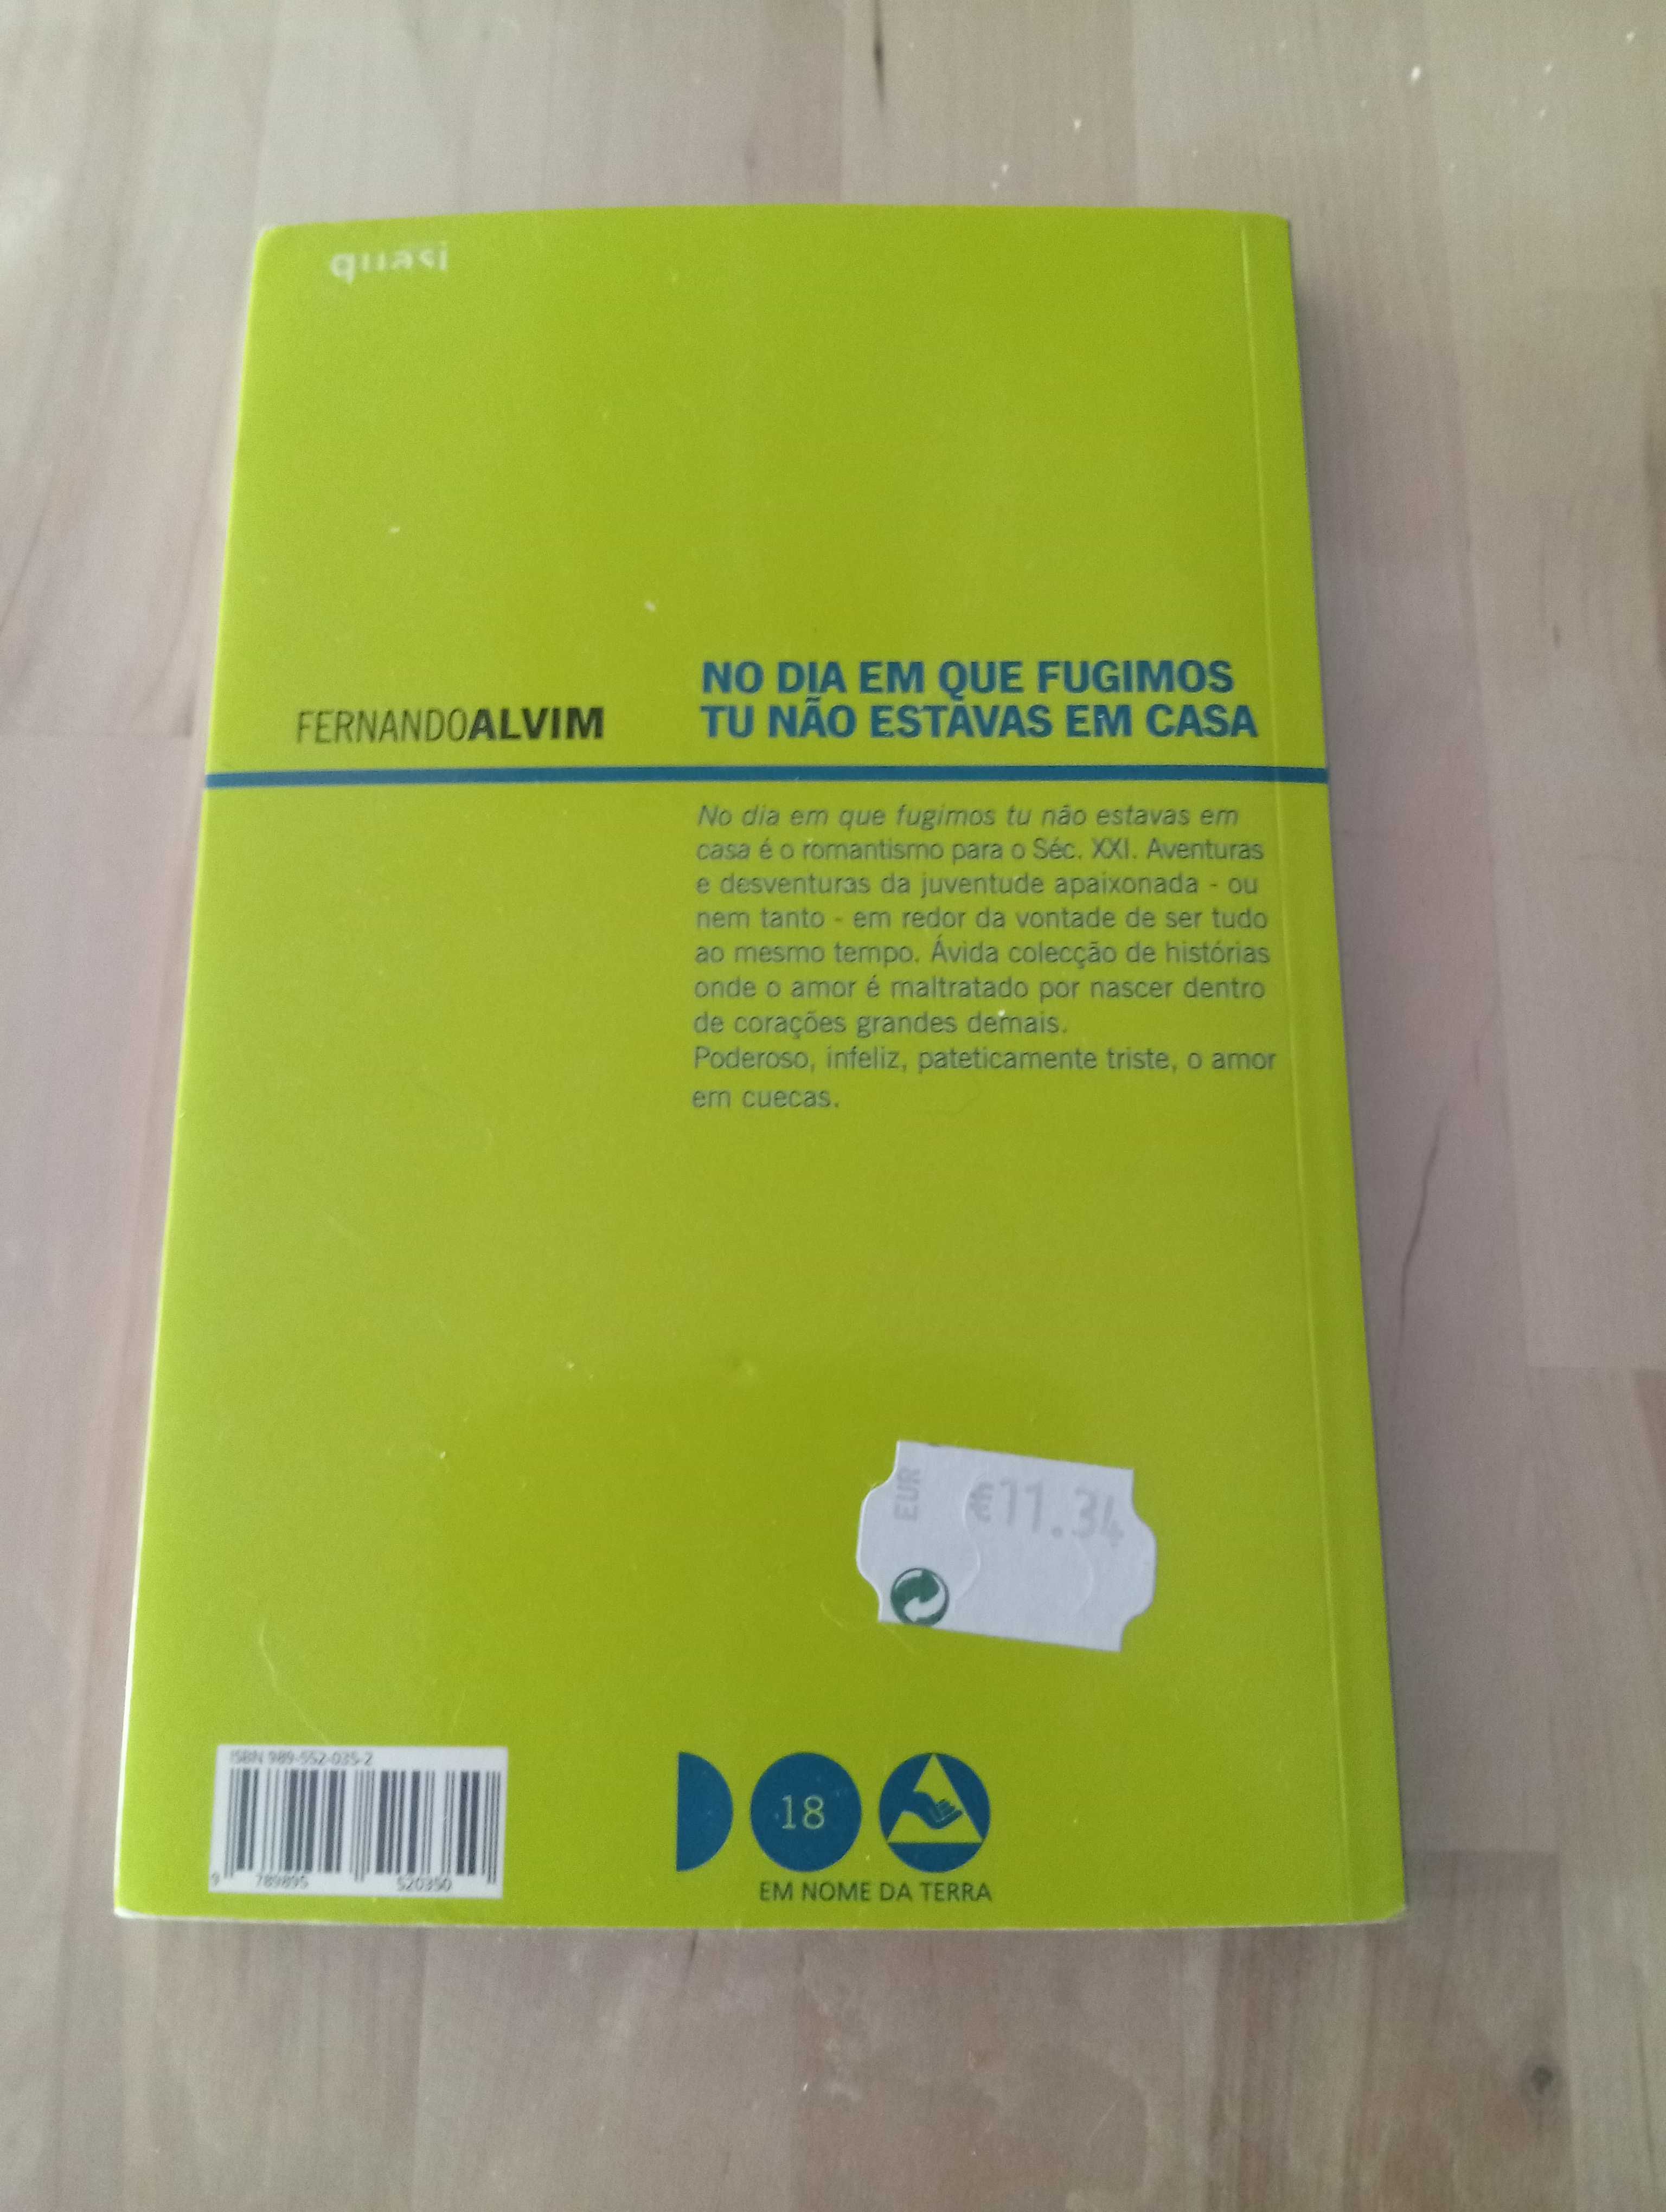 quasi
FERNANDOALVIM
NO DIA EM QUE FUGIMOS
TU NÃO ESTAVAS EM CASA
No dia em que fugimos tu não estavas em
casa é o romantismo para o Séc. XXI. Aventuras
e desventuras da juventude apaixonada - ou
nem tanto - em redor da vontade de ser tudo
ao mesmo tempo. Ávida colecção de histórias
onde o amor é maltratado por nascer dentro
de corações grandes demais.
Poderoso, infeliz, pateticamente triste, o amor
em cuecas.
EUR
11.34
ISBN 989-552-035-2
9 789895 520350
18
EM NOME DA TERRA